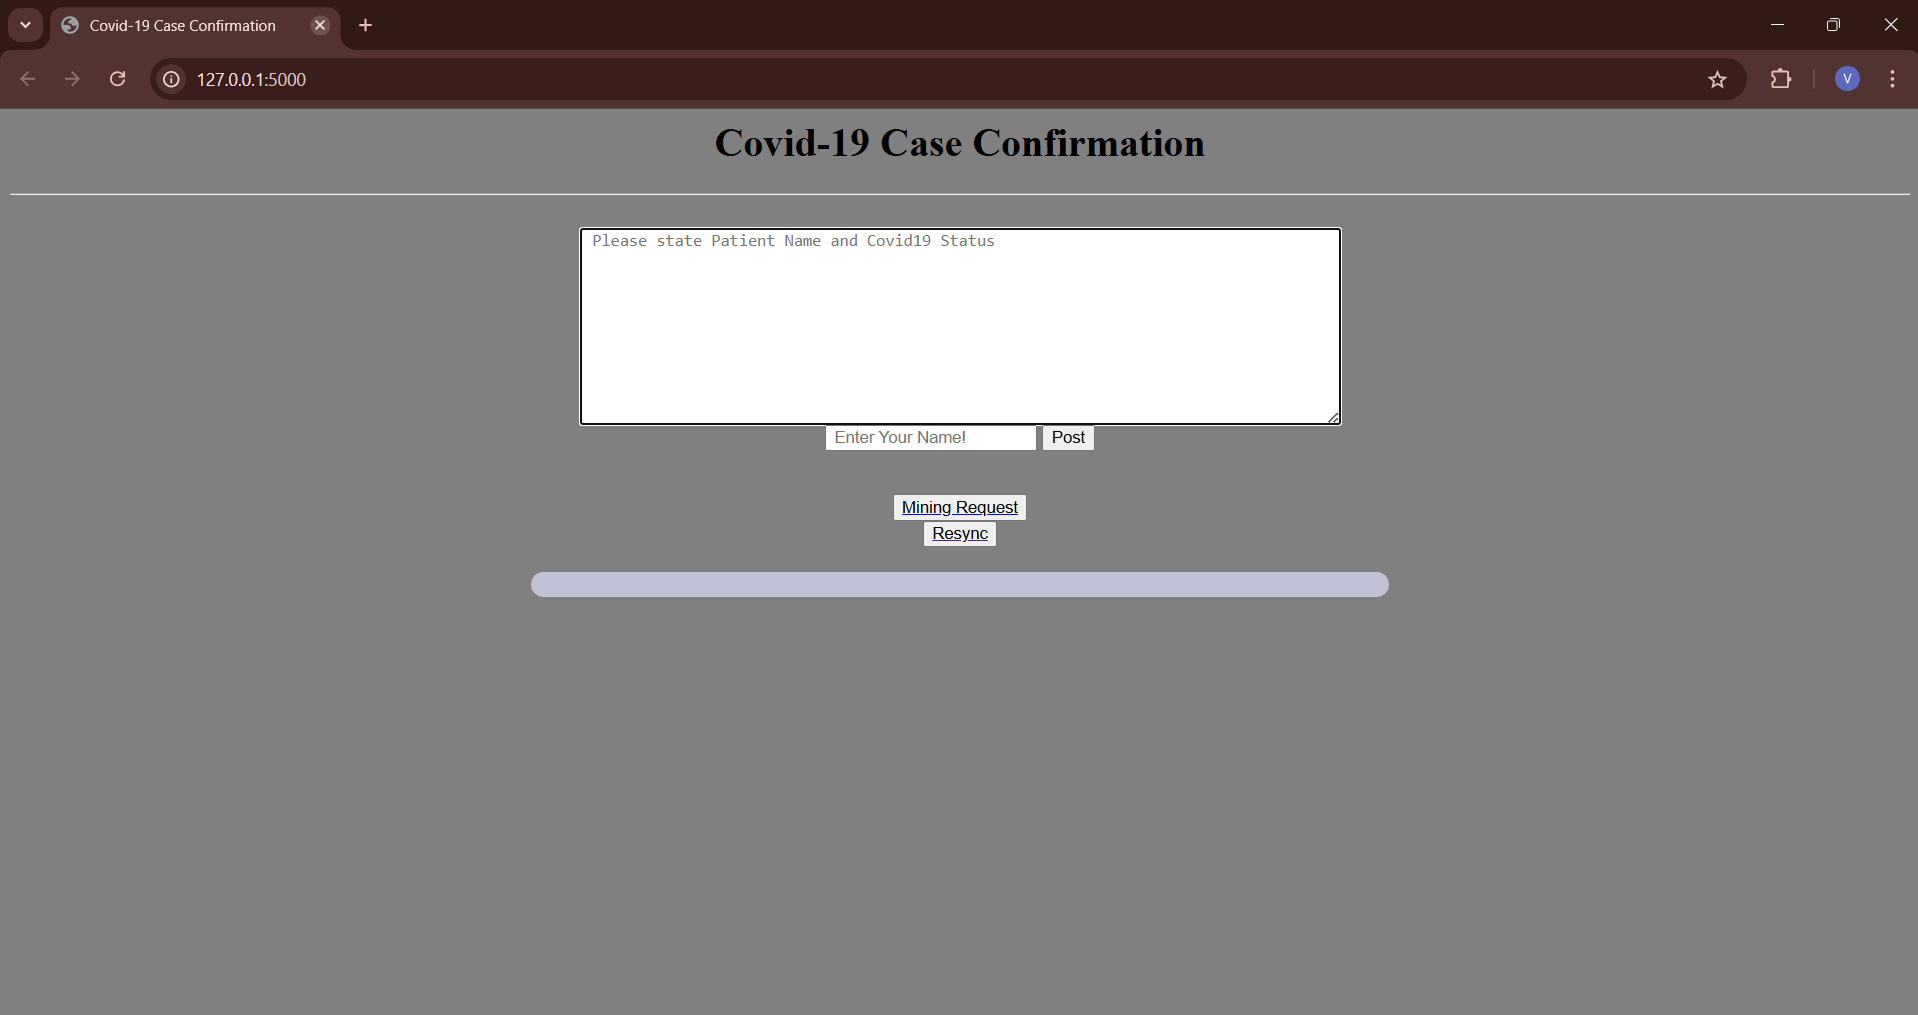 Covid-19 Case Confirmation
127.0.0.1:5000
V
Covid-19 Case Confirmation
Please state Patient Name and Covid19 Status
Enter Your Name! Post
Mining Request
Resync